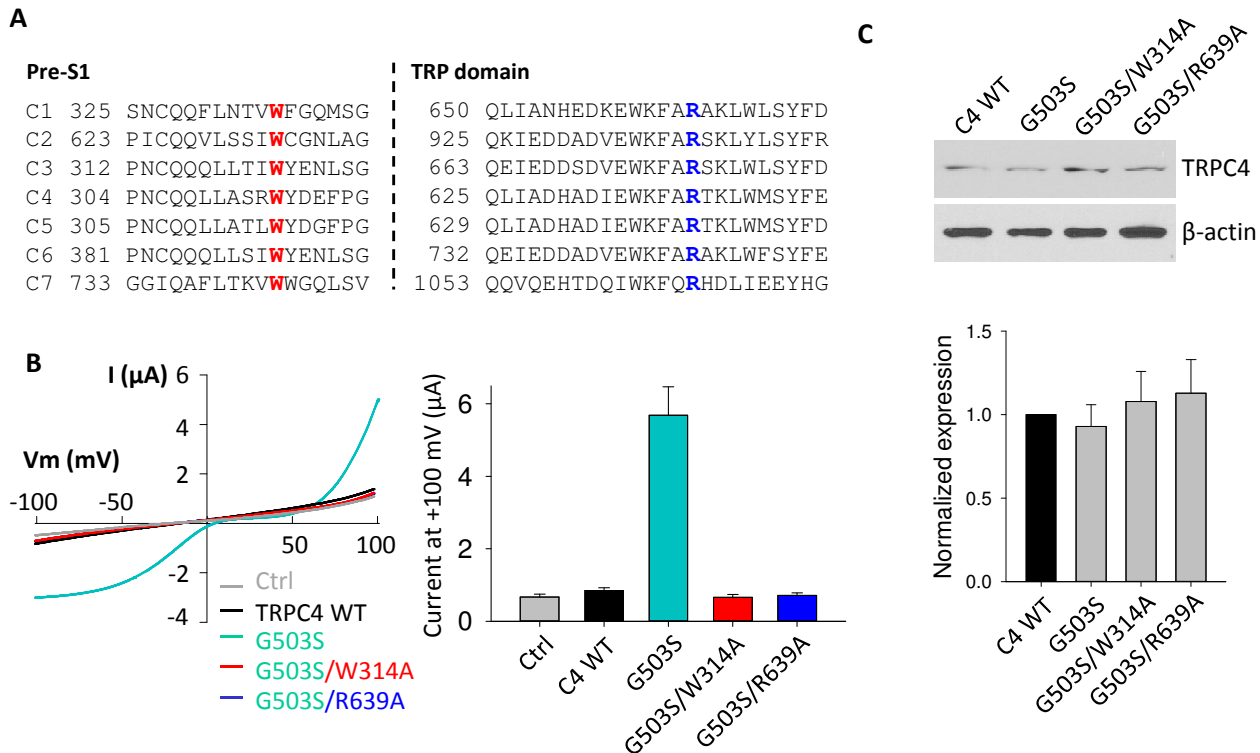 A
Pre-S1
C1 325 SNCQQFLNTVWFGQMSG
C2 623 PICQQVLSSIWCGNLAG
C3 312 PNCQQQLLTIWYENLSG
C4 304 PNCQQLLASRWYDEFPG
C5 305 PNCQQLLATLWYDGFPG
C6 381 PNCQQQLLSIWYENLSG
C7 733 GGIQAFLTKVWWGQLSV
TRP domain
650 QLIANHEDKEWKFARAKLWLSYFD
925 QKIEDDADVEWKFARSKLYLSYFR
663 QEIEDDSDVEWKFARSKLWLSYFD
625 QLIADHADIEWKFARTKLWMSYFE
629 QLIADHADIEWKFARTKLWMSYFD
732 QEIEDDADVEWKFARAKLWFSYFE
1053 QQVQEHTDQIWKFQRHDLIEEYHG
B
I (µA)
6
4
2
-2
-4
Vm (mV)
-100
-50
50
100
Ctrl
TRPC4 WT
G503S
G503S/W314A
G503S/R639A
Current at +100 mV (µA)
6
4
2
0
Ctrl
C4 WT
G503S
G503S/W314A
G503S/R639A
C
C4 WT
G503S
G503S/W314A
G503S/R639A
TRPC4
β-actin
Normalized expression
1.5
1.0
0.5
0.0
C4 WT
G503S
G503S/W314A
G503S/R639A